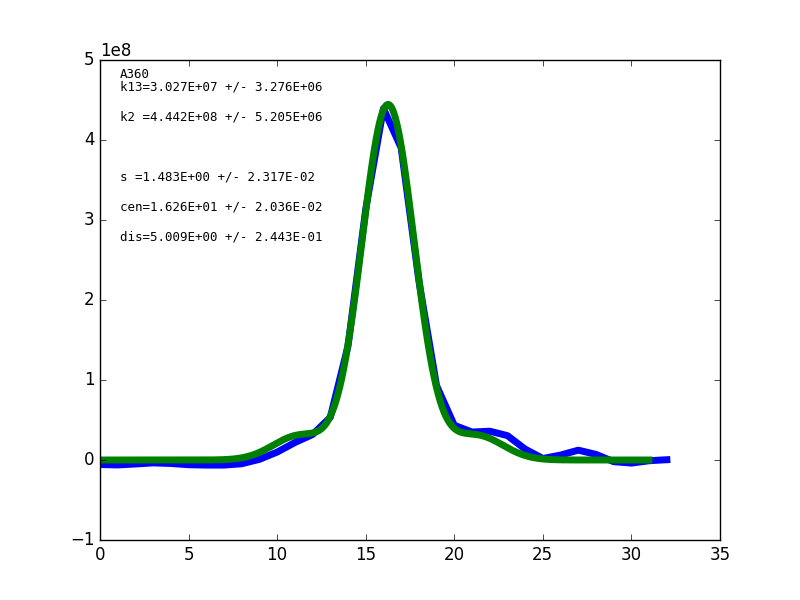 1e8
A360
k13=3.027E+07 +/- 3.276E+06
k2 =4.442E+08 +/- 5.205E+06
s =1.483E+00 +/- 2.317E-02
cen=1.626E+01 +/- 2.036E-02
dis=5.009E+00 +/- 2.443E-01
5
4
3
2
1
0
−1
0 5 10 15 20 25 30 35